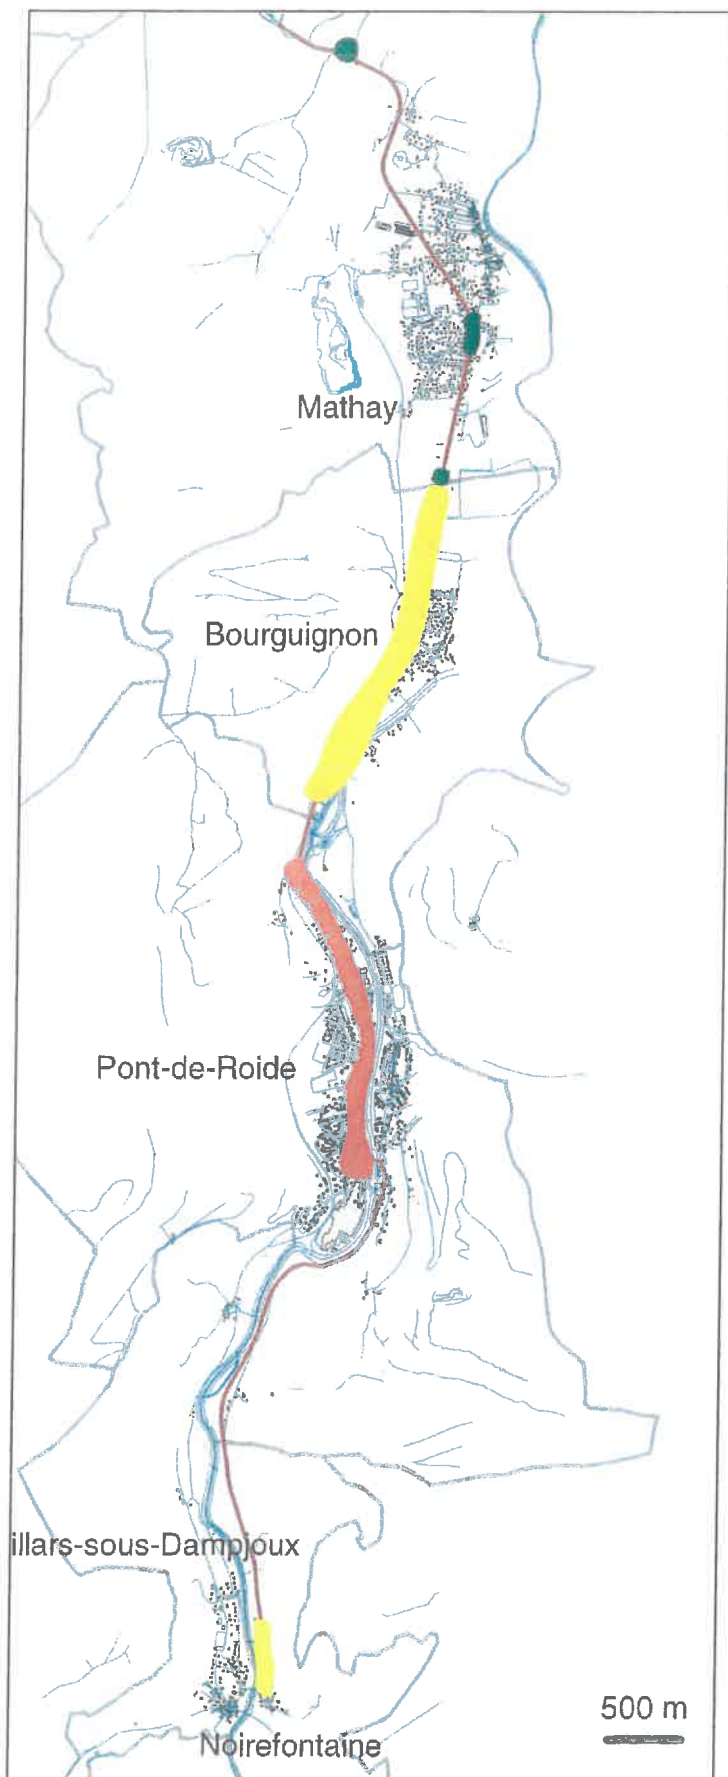 Mathay
Bourguignon
Pont-de-Roide
illars-sous-Dampjoux
500 m
Noirefontaine